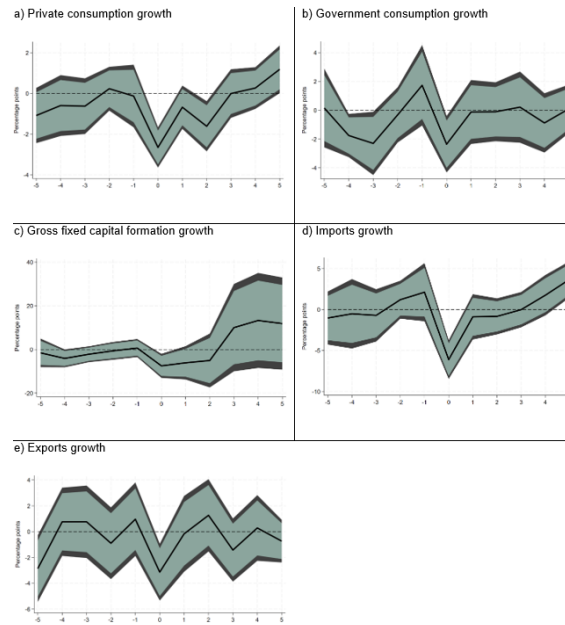 a) Private consumption growth
Percentage points
2
0
-2
-4
-5 -4 -3 -2 -1 0 1 2 3 4 5
b) Government consumption growth
Percentage points
4
2
0
-2
-4
-5 -4 -3 -2 -1 0 1 2 3 4
c) Gross fixed capital formation growth
Percentage points
40
20
0
-20
-5 -4 -3 -2 -1 0 1 2 3 4 5
d) Imports growth
Percentage points
5
0
-5
-10
-5 -4 -3 -2 -1 0 1 2 3 4
e) Exports growth
Percentage points
4
2
0
-2
-4
-6
-5 -4 -3 -2 -1 0 1 2 3 4 5